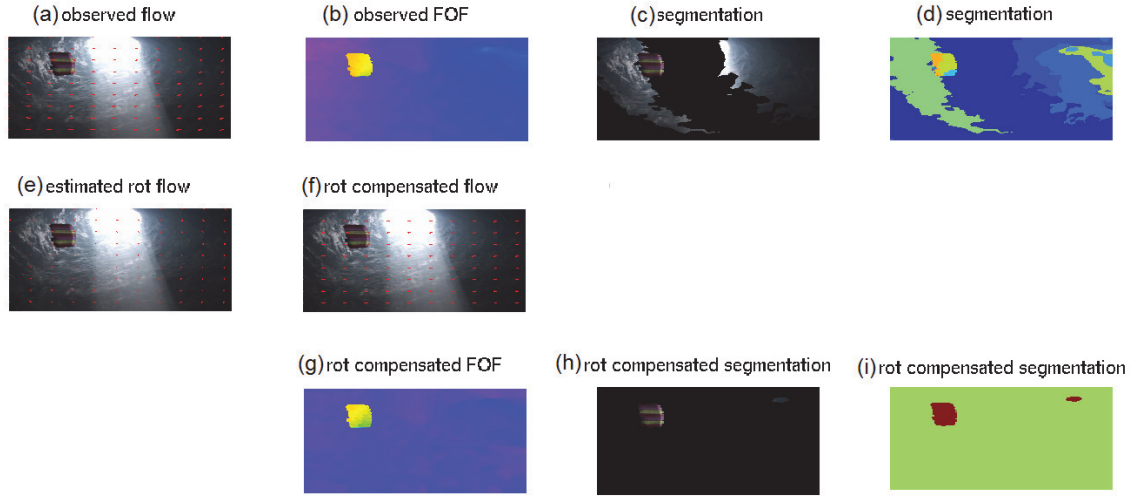 (a) observed flow
(b) observed FOF
(c) segmentation
(d) segmentation
(e) estimated rot flow
(f) rot compensated flow
(g) rot compensated FOF
(h) rot compensated segmentation
(i) rot compensated segmentation